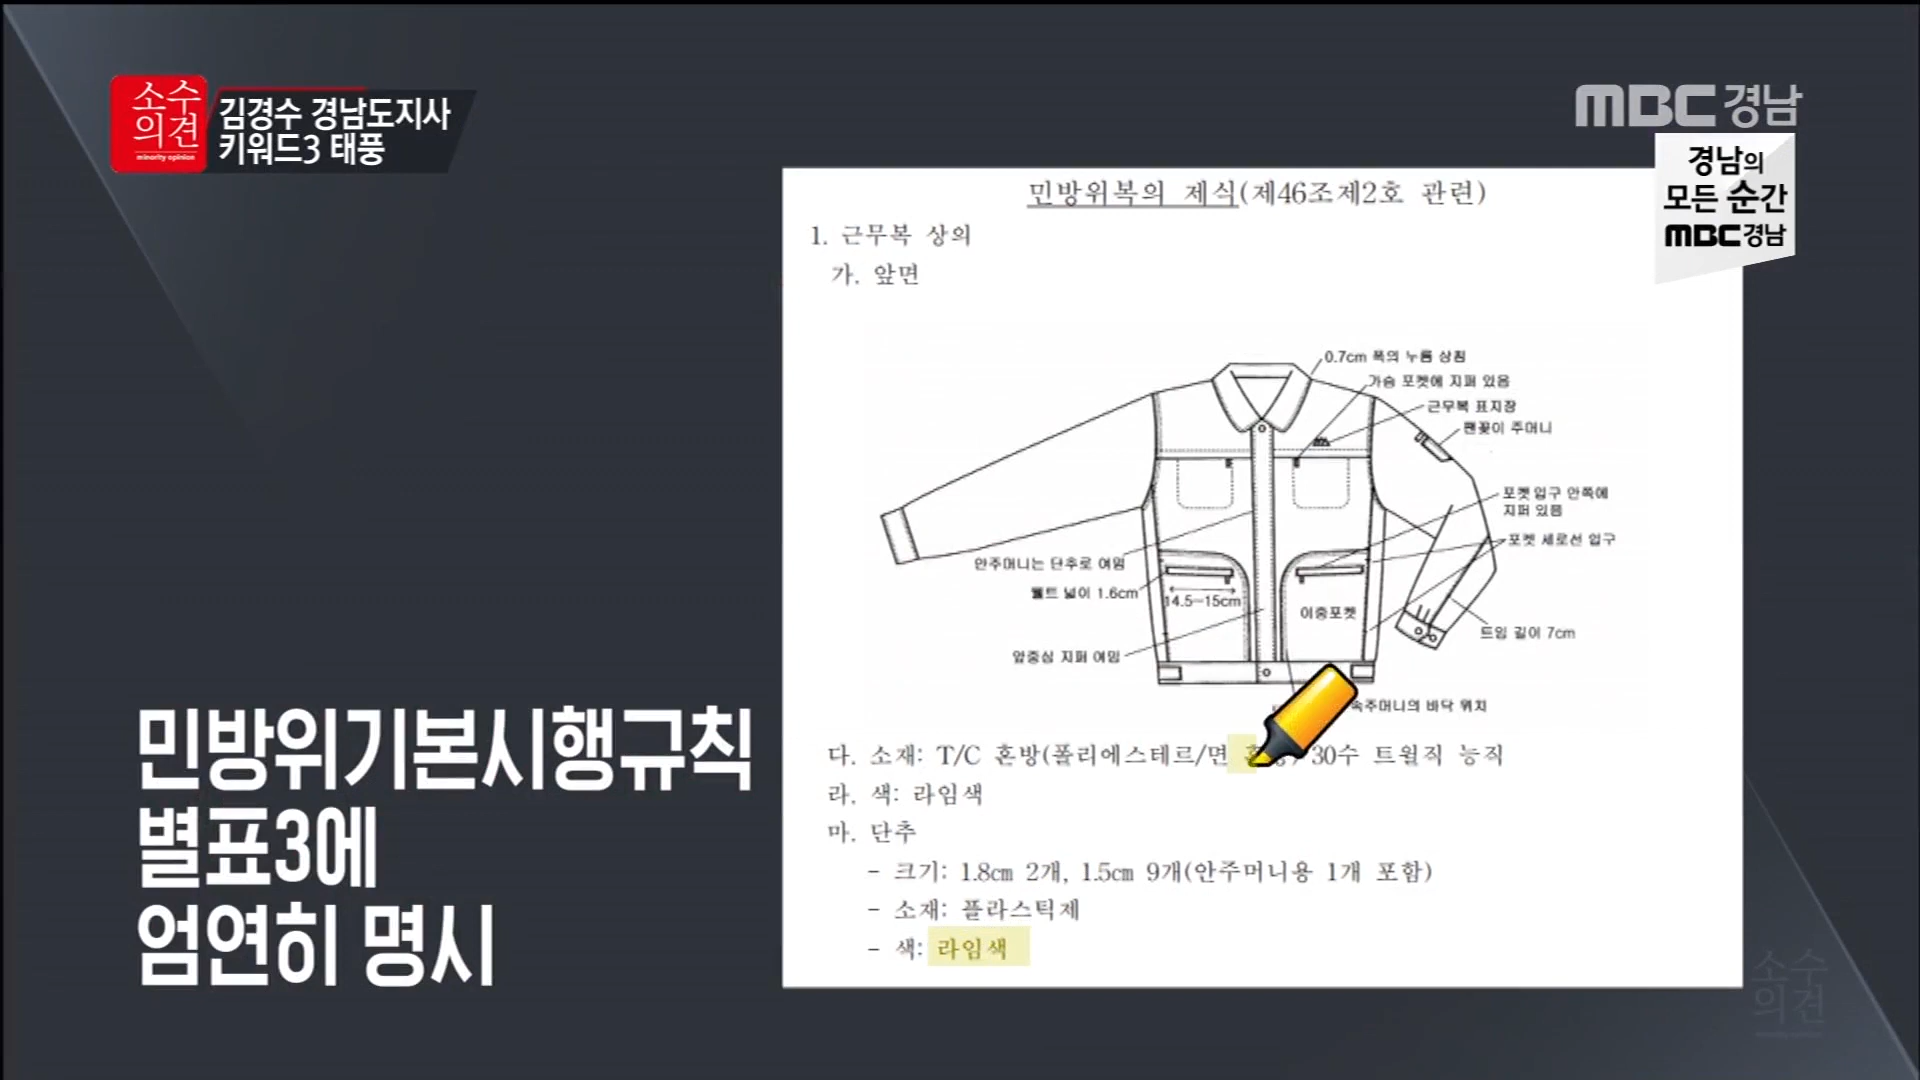 소수
의견
minority opinion
김경수 경남도지사
키워드3 태풍
MBC경남
경남의
모든 순간
MBC경남
민방위복의 제식(제46조제2호 관련)
1. 근무복 상의
가. 앞면
0.7cm 폭의 누름 상침
가슴 포켓에 지퍼 있음
근무복 표지장
팬꽂이 주머니
포켓입구 안쪽에
지퍼 있음
포켓 세로선 입구
안주머니는 단추로 여밈
웰트 넓이 1.6cm
14.5-15cm
이중포켓
트임 길이 7cm
앞중심 지퍼 여밈
속주머니의 바닥 위치
다. 소재: T/C 혼방(폴리에스테르/면 30수 트윌직 능직
라. 색: 라임색
마. 단추
- 크기: 1.8㎝ 2개, 1.5㎝ 9개(안주머니용 1개 포함)
- 소재: 플라스틱제
- 색: 라임색
민방위기본시행규칙
별표3에
엄연히 명시
소수
의견